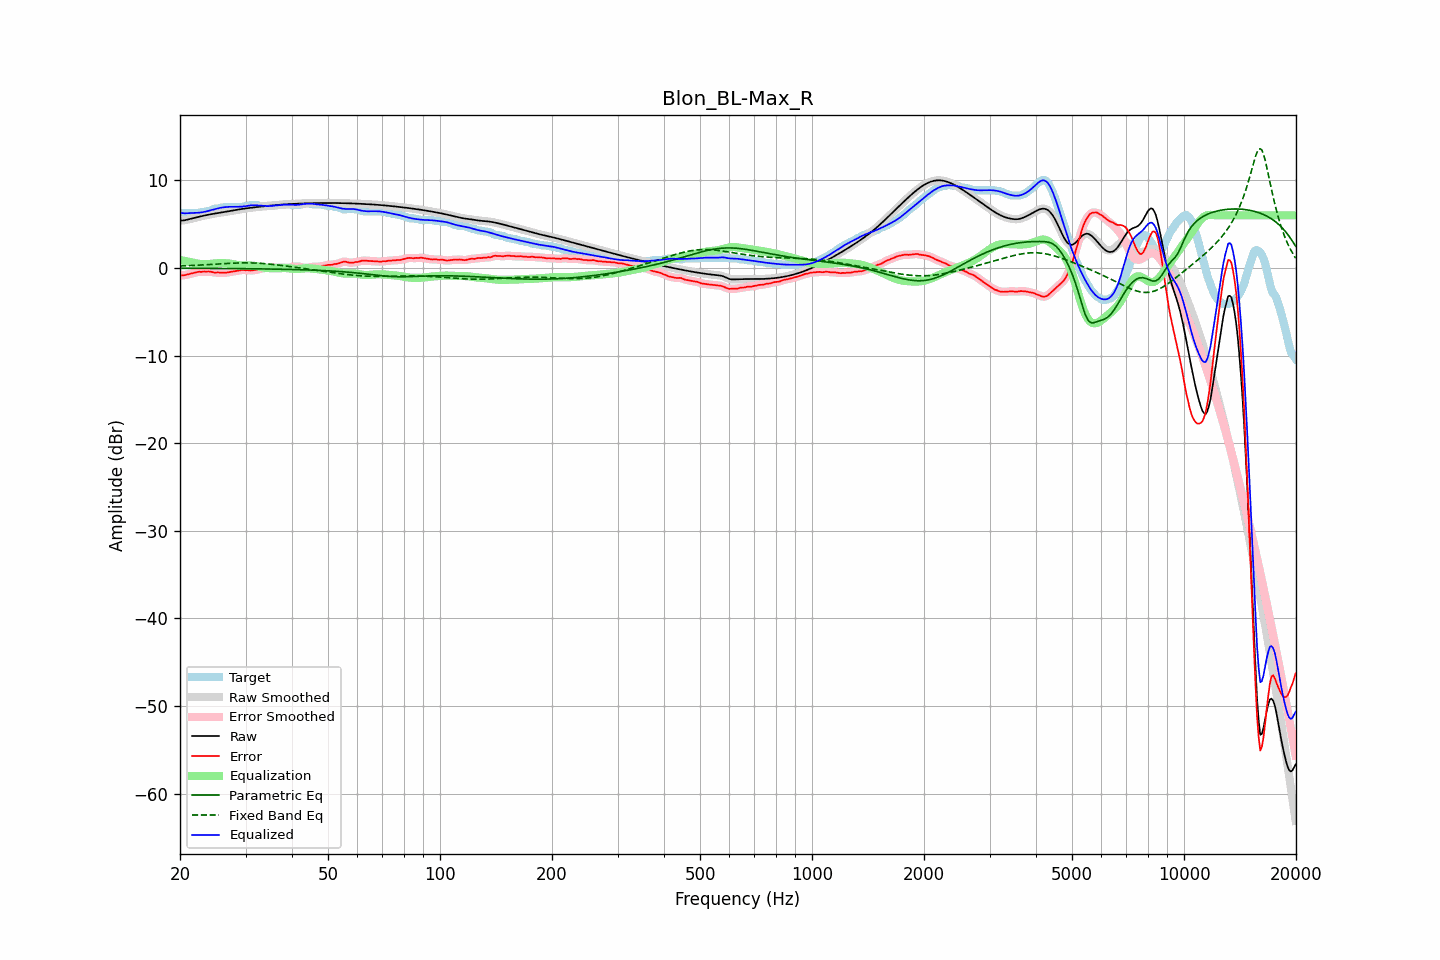 Blon_BL-Max_R
Amplitude (dBr)
10
0
−10
−20
−30
−40
−50
−60
Target
Raw Smoothed
Error Smoothed
Raw
Error
Equalization
Parametric Eq
Fixed Band Eq
Equalized
20 50 100 200 500 1000 2000 5000 10000 20000
Frequency (Hz)